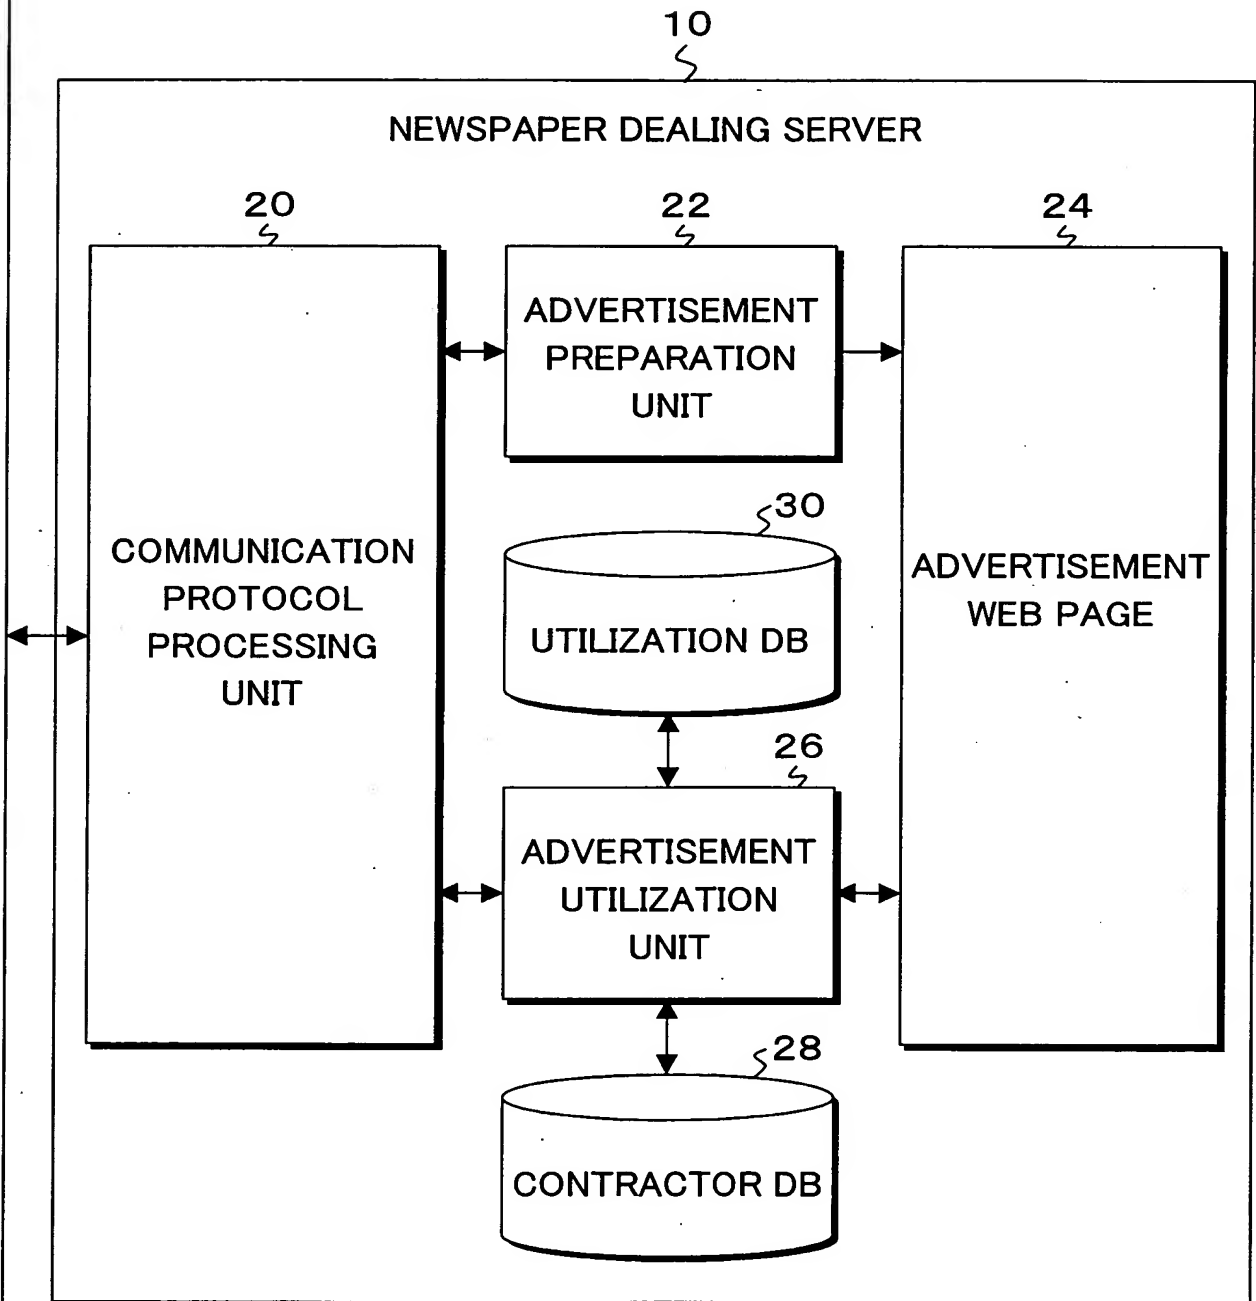 10
NEWSPAPER DEALING SERVER
20
22
24
ADVERTISEMENT
PREPARATION
UNIT
30
COMMUNICATION
PROTOCOL
PROCESSING
UNIT
UTILIZATION DB
ADVERTISEMENT
WEB PAGE
26
ADVERTISEMENT
UTILIZATION
UNIT
28
CONTRACTOR DB